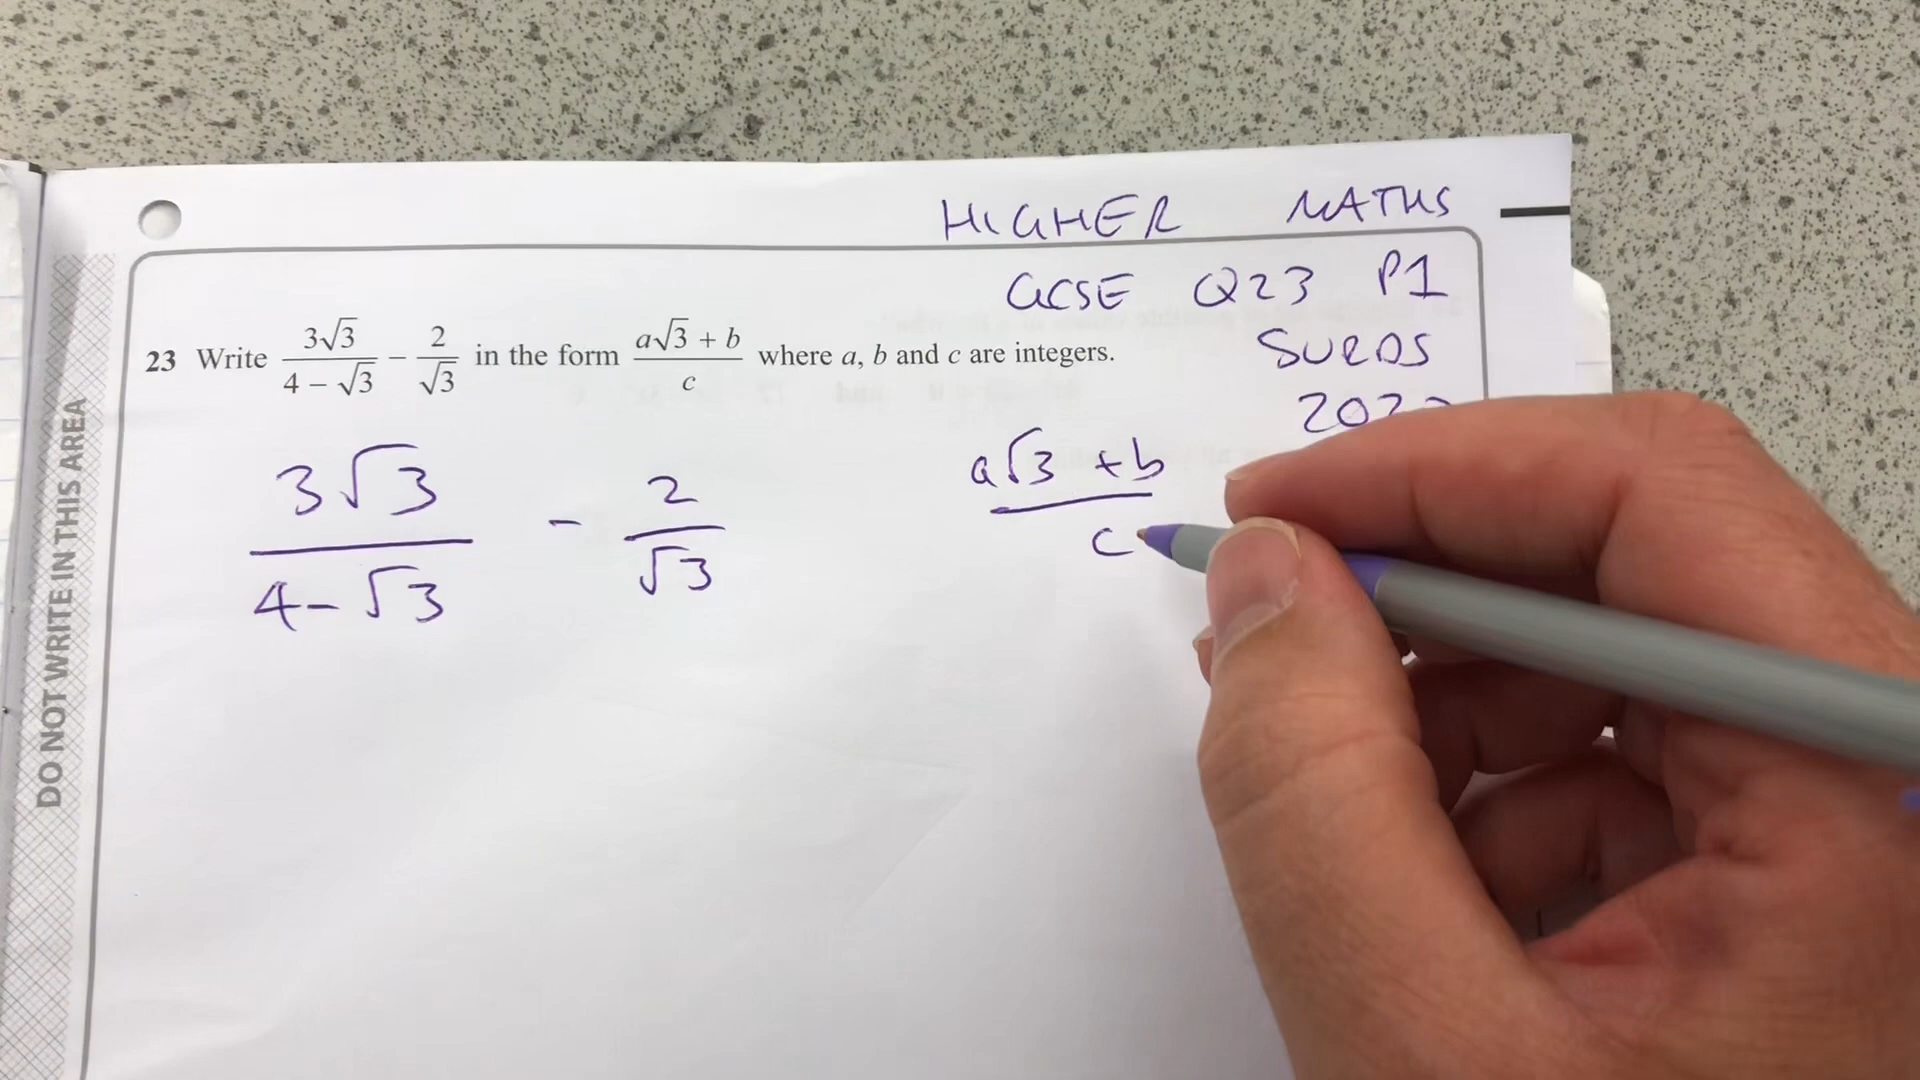 HIGHER MATHS
GCSE Q23 P1
SURDS
23 Write 3√3/(4 − √3) − 2/√3 in the form (a√3 + b)/c where a, b and c are integers.
3√3/(4-√3) - 2/√3
(a√3 + b)/c
DO NOT WRITE IN THIS AREA